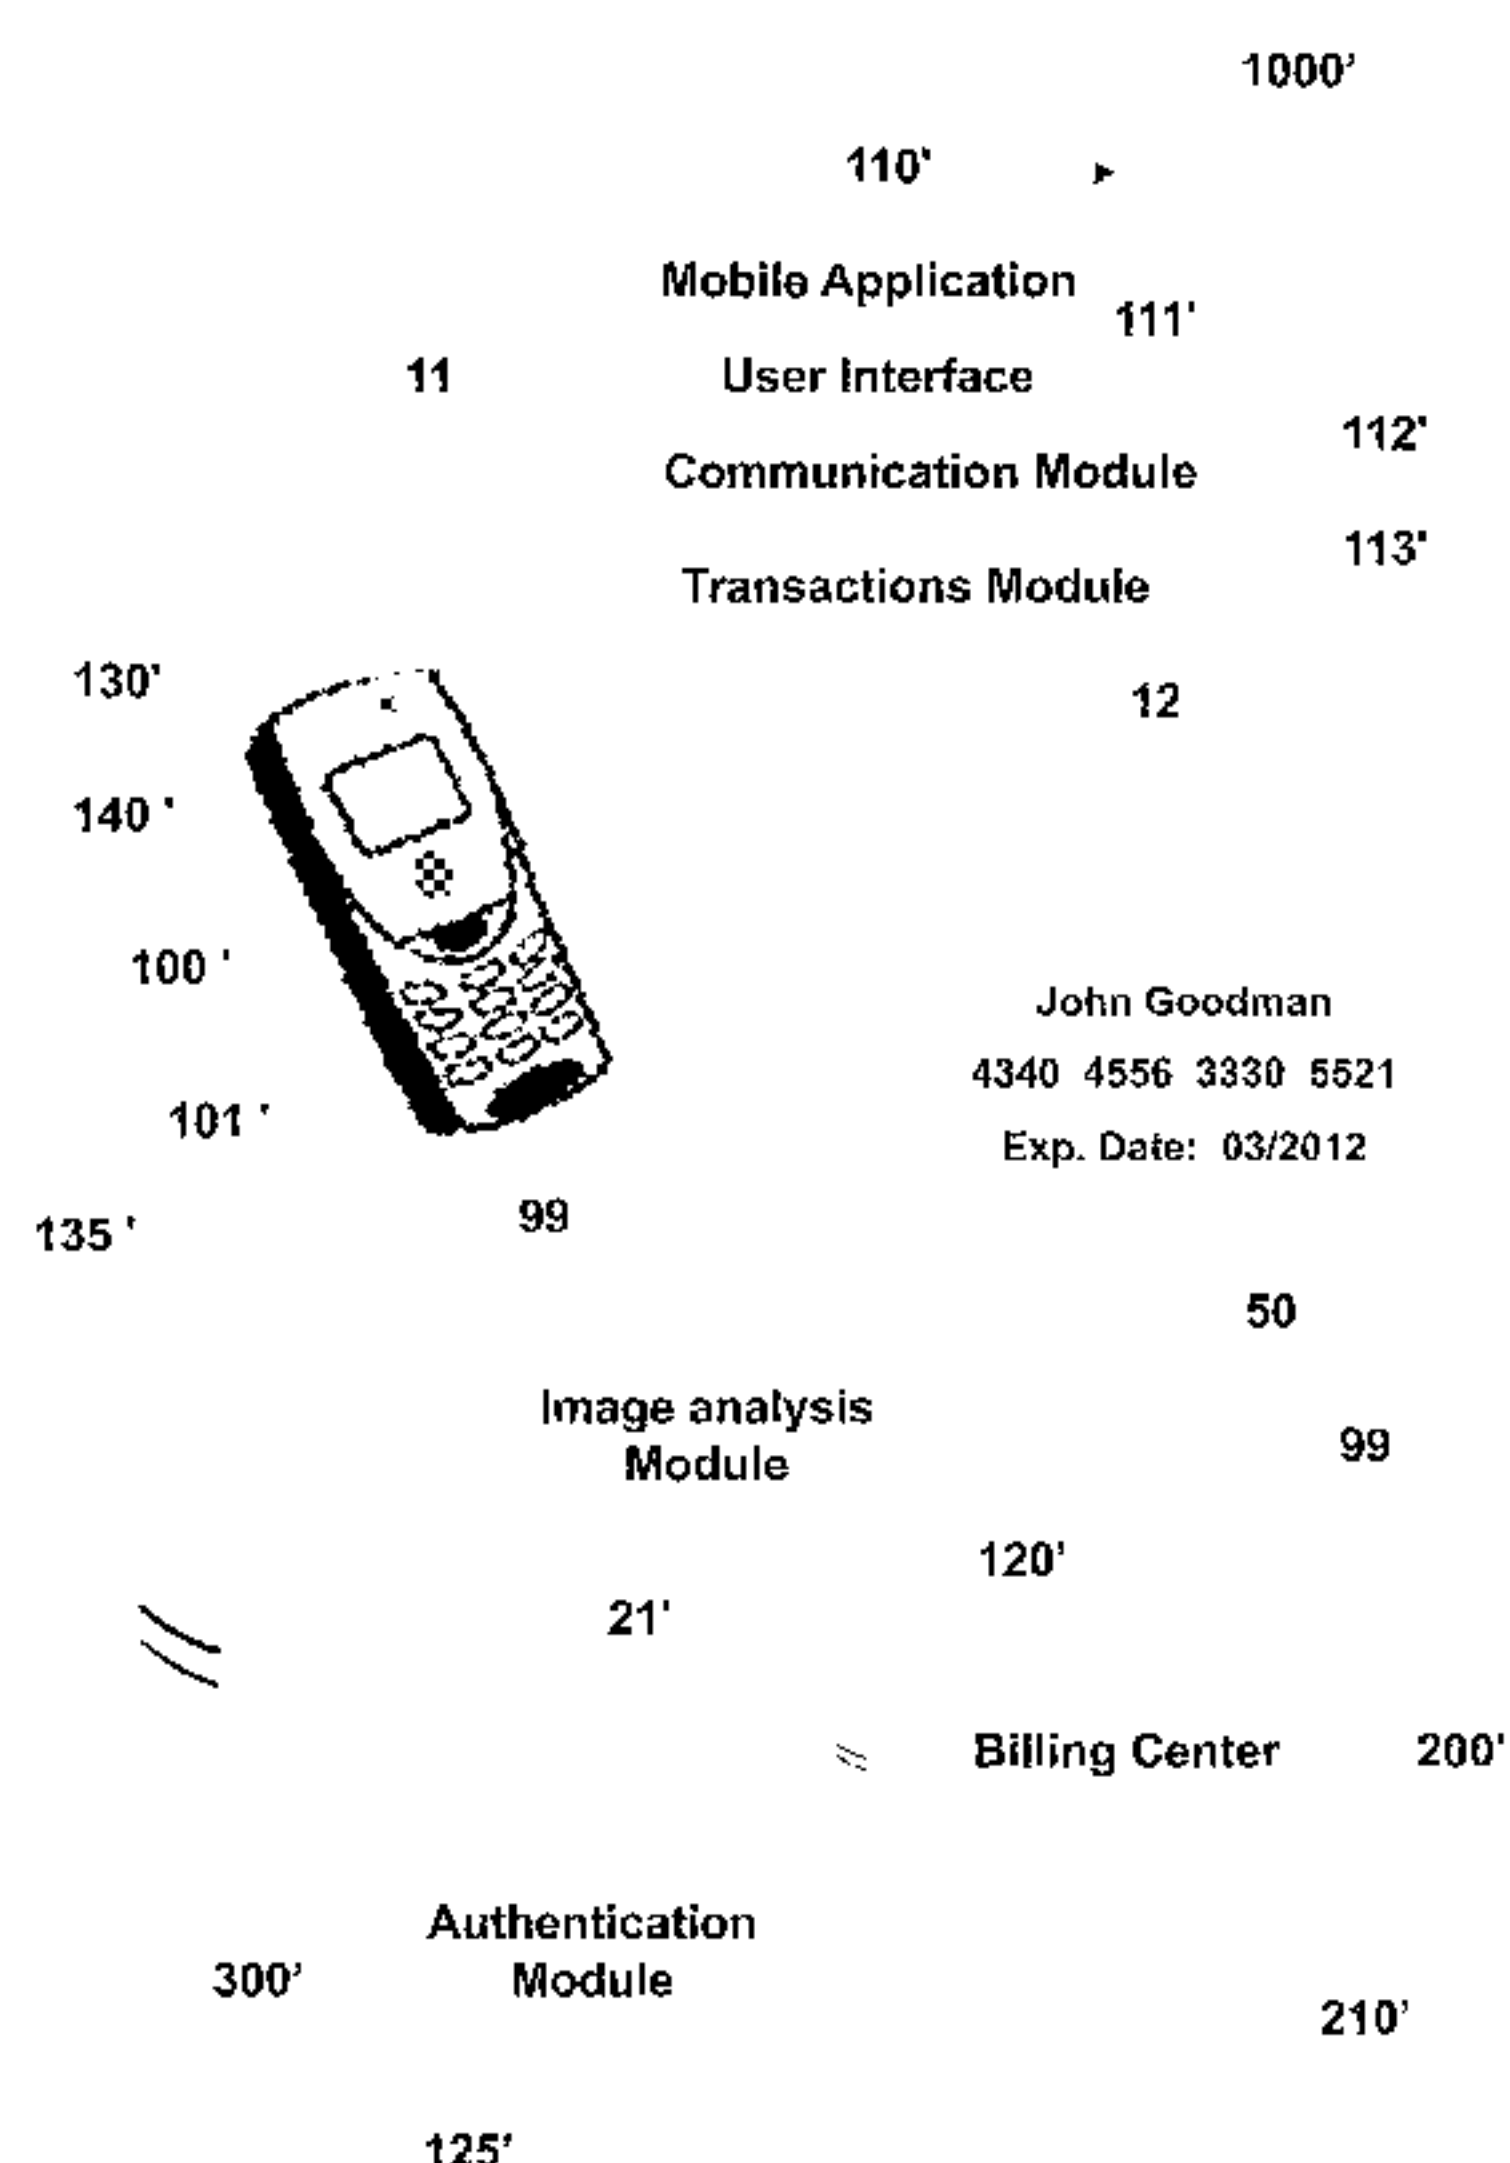 1000’
110'
Mobile Application
111'
11
User Interface
112'
Communication Module
113'
Transactions Module
130'
12
140 '
100 '
John Goodman
4340 4556 3330 5521
101 '
Exp. Date: 03/2012
99
135 '
50
Image analysis
Module
99
120’
21'
Billing Center
200'
Authentication
Module
300’
210’
125’